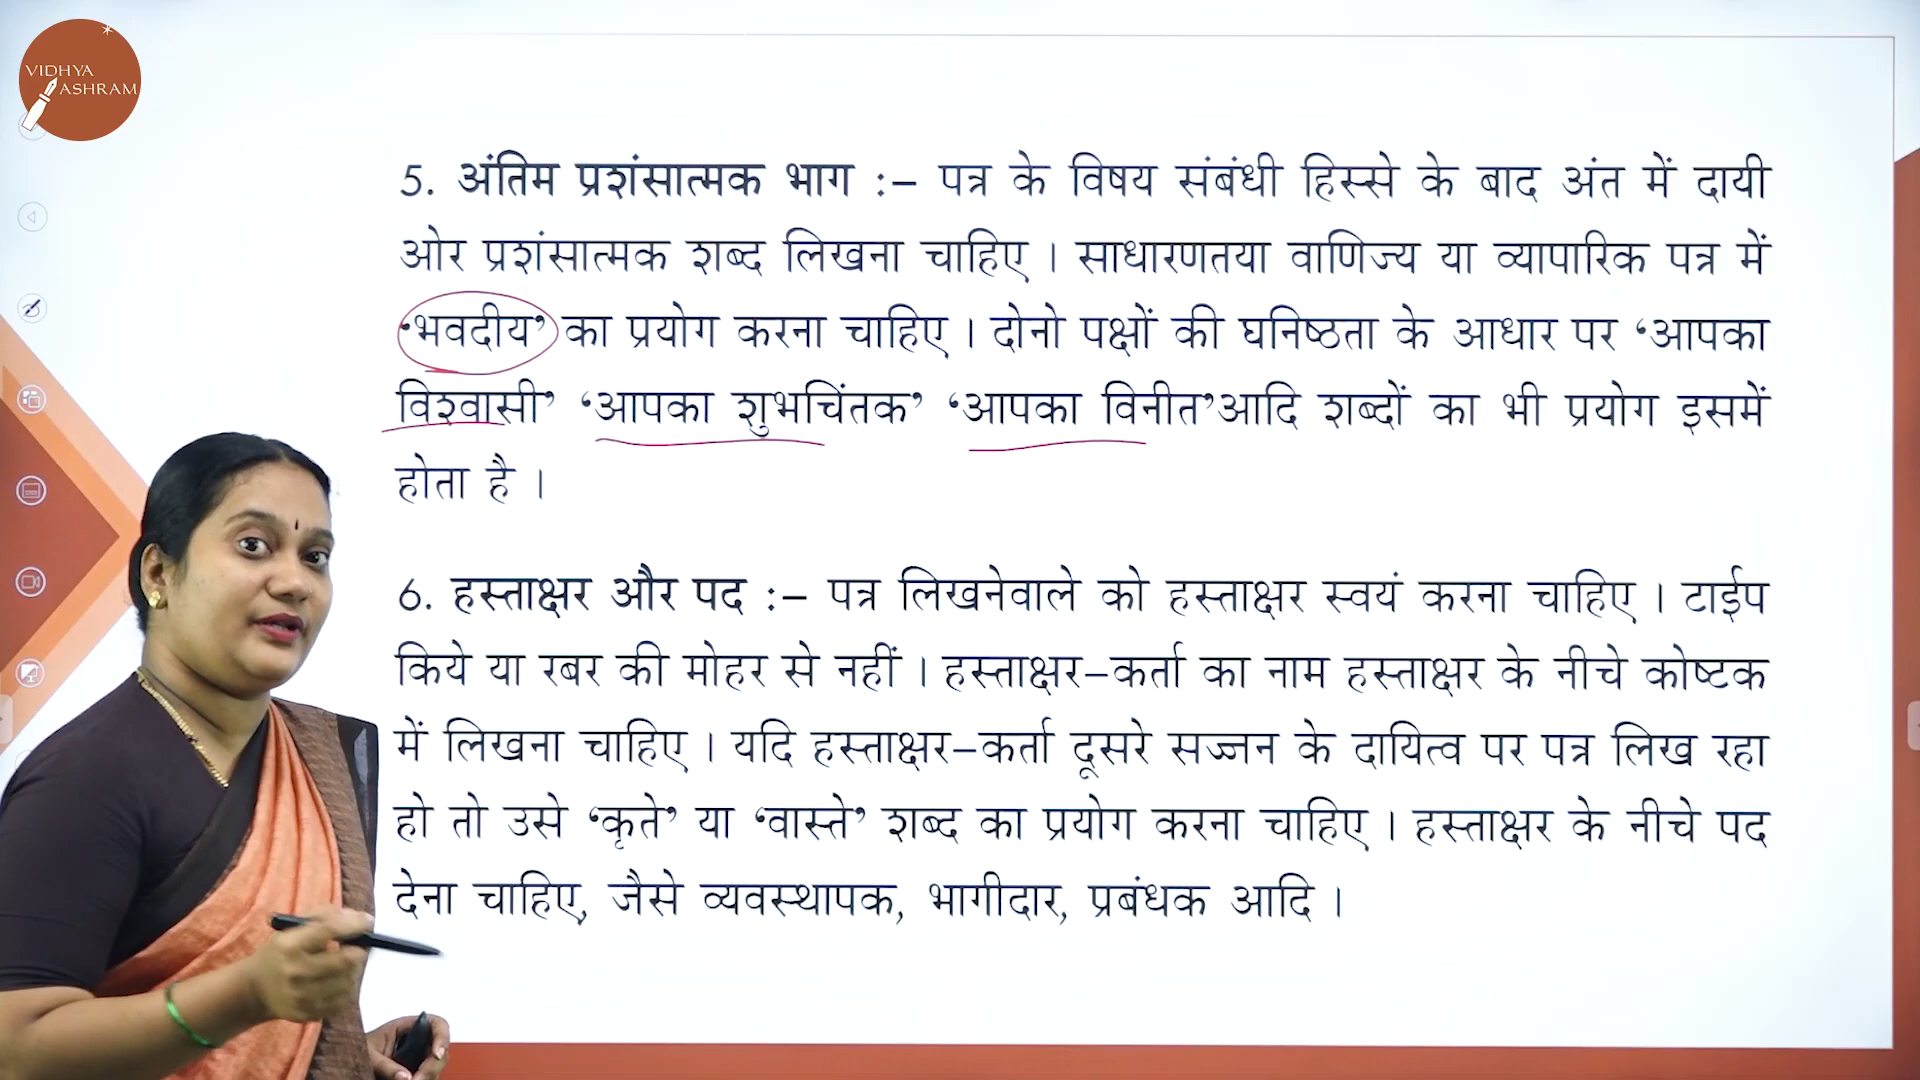 VIDHYA
ASHRAM
5. अंतिम प्रशंसात्मक भाग :– पत्र के विषय संबंधी हिस्से के बाद अंत में दायी
ओर प्रशंसात्मक शब्द लिखना चाहिए । साधारणतया वाणिज्य या व्यापारिक पत्र में
‘भवदीय’ का प्रयोग करना चाहिए । दोनो पक्षों की घनिष्ठता के आधार पर ‘आपका
विश्वासी’ ‘आपका शुभचिंतक’ ‘आपका विनीत’आदि शब्दों का भी प्रयोग इसमें
होता है ।
6. हस्ताक्षर और पद :– पत्र लिखनेवाले को हस्ताक्षर स्वयं करना चाहिए । टाईप
किये या रबर की मोहर से नहीं । हस्ताक्षर–कर्ता का नाम हस्ताक्षर के नीचे कोष्टक
में लिखना चाहिए । यदि हस्ताक्षर–कर्ता दूसरे सज्जन के दायित्व पर पत्र लिख रहा
हो तो उसे ‘कृते’ या ‘वास्ते’ शब्द का प्रयोग करना चाहिए । हस्ताक्षर के नीचे पद
देना चाहिए, जैसे व्यवस्थापक, भागीदार, प्रबंधक आदि ।